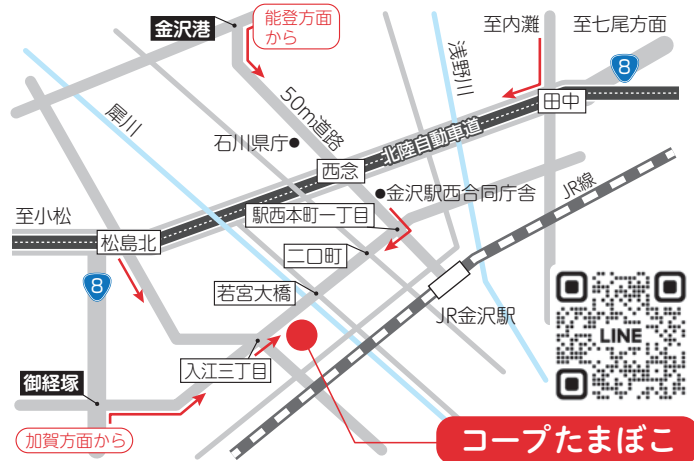 金沢港
能登方面
から
至内灘
至七尾方面
8
浅野川
田中
50m道路
犀川
石川県庁
北陸自動車道
西念
金沢駅西合同庁舎
JR線
至小松
駅西本町一丁目
松島北
二口町
8
若宮大橋
JR金沢駅
LINE
入江三丁目
御経塚
加賀方面から
コープたまぼこ